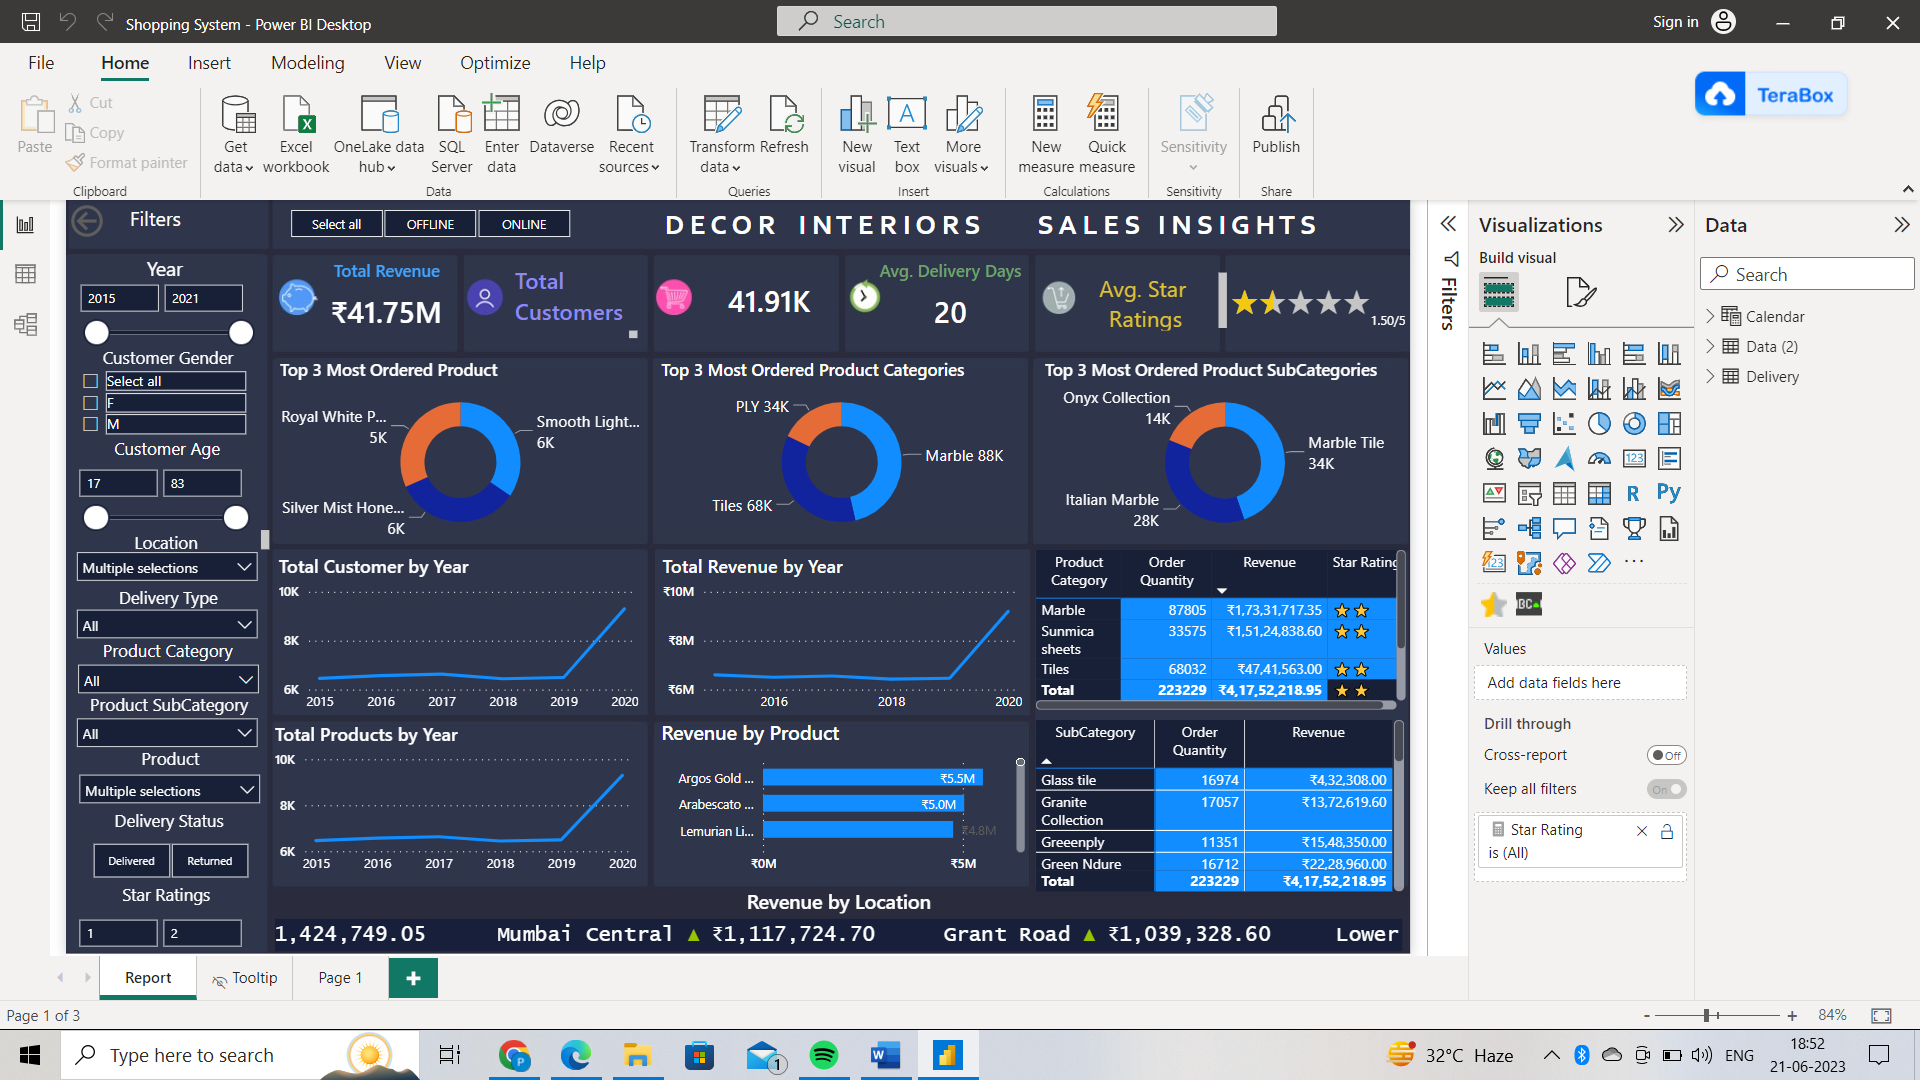 Shopping System - Power BI Desktop
Search
Sign in
File Home Insert Modeling View Optimize Help
TeraBox
Paste
Cut
Copy
Format painter
Clipboard
Get data
Excel workbook
OneLake data hub
SQL Server
Enter data
Dataverse
Recent sources
Data
Transform data
Refresh
Queries
New visual
Text box
More visuals
Insert
New measure
Quick measure
Calculations
Sensitivity
Sensitivity
Publish
Share
Filters
Select all OFFLINE ONLINE
DECOR INTERIORS SALES INSIGHTS
Year
2015 2021
Customer Gender
Select all
F
M
Customer Age
17 83
Location
Multiple selections
Delivery Type
All
Product Category
All
Product SubCategory
All
Product
Multiple selections
Delivery Status
Delivered Returned
Star Ratings
1 2
Total Revenue
₹41.75M
Total
Customers
41.91K
Avg. Delivery Days
20
Avg. Star
Ratings
1.50/5
Top 3 Most Ordered Product
Royal White P...
5K
Smooth Light...
6K
Silver Mist Hone...
6K
Top 3 Most Ordered Product Categories
PLY 34K
Marble 88K
Tiles 68K
Top 3 Most Ordered Product SubCategories
Onyx Collection
14K
Marble Tile
34K
Italian Marble
28K
Total Customer by Year
10K
8K
6K
2015 2016 2017 2018 2019 2020
Total Revenue by Year
₹10M
₹8M
₹6M
2016 2018 2020
Product Category Order Quantity Revenue Star Rating
Marble 87805 ₹1,73,31,717.35
Sunmica sheets 33575 ₹1,51,24,838.60
Tiles 68032 ₹47,41,563.00
Total 223229 ₹4,17,52,218.95
Total Products by Year
10K
8K
6K
2015 2016 2017 2018 2019 2020
Revenue by Product
Argos Gold ... ₹5.5M
Arabescato ... ₹5.0M
Lemurian Li... ₹4.8M
₹0M ₹5M
SubCategory Order Quantity Revenue
Glass tile 16974 ₹4,32,308.00
Granite Collection 17057 ₹13,72,619.60
Greeenply 11351 ₹15,48,350.00
Green Ndure 16712 ₹22,28,960.00
Total 223229 ₹4,17,52,218.95
Revenue by Location
1,424,749.05 Mumbai Central ▲ ₹1,117,724.70 Grant Road ▲ ₹1,039,328.60 Lower
Filters
Visualizations
Build visual
123
R Py
123
Values
Add data fields here
Drill through
Cross-report Off
Keep all filters On
Star Rating
is (All)
Data
Search
Calendar
Data (2)
Delivery
Report Tooltip Page 1
Page 1 of 3
- + 84%
Type here to search
P
1
W
32°C Haze
ENG
18:52
21-06-2023